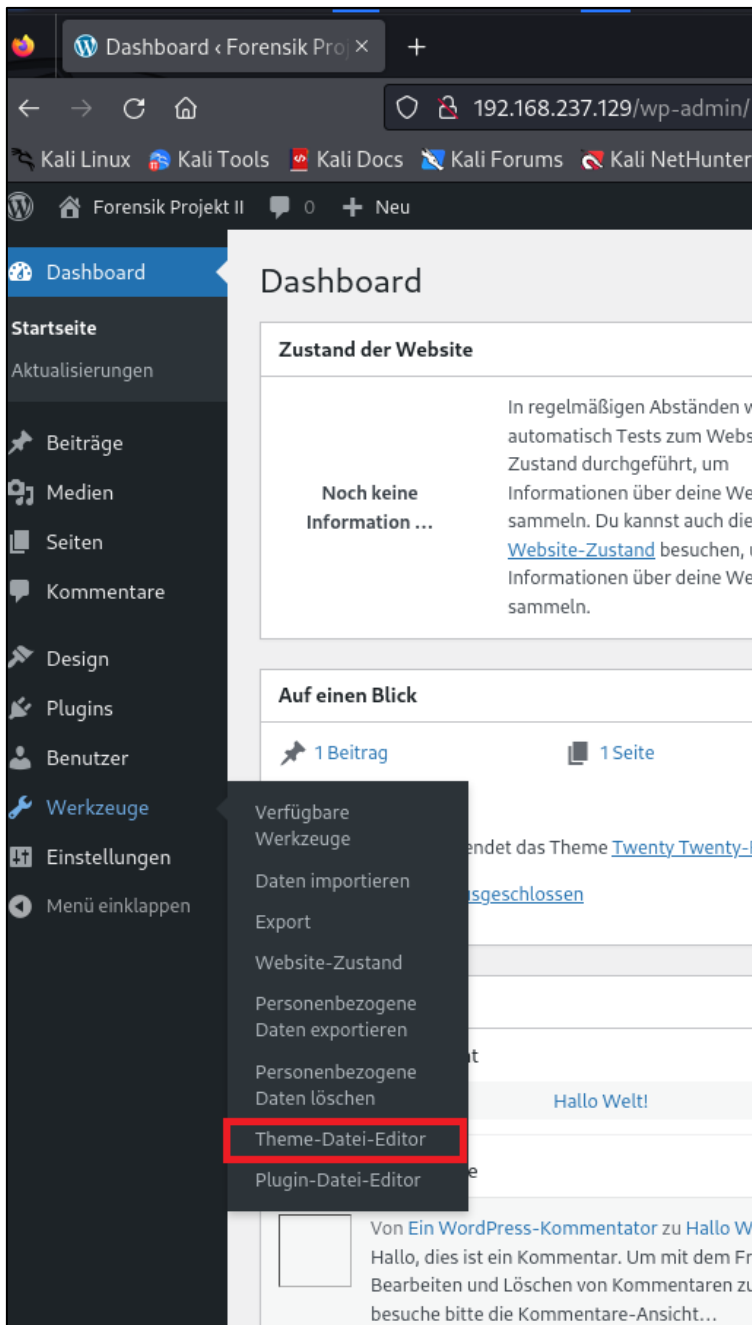 Dashboard ‹ Forensik Proj
192.168.237.129/wp-admin/
Kali Linux Kali Tools Kali Docs Kali Forums Kali NetHunter
Forensik Projekt II 0 Neu
Dashboard
Startseite
Aktualisierungen
Beiträge
Medien
Seiten
Kommentare
Design
Plugins
Benutzer
Werkzeuge
Einstellungen
Menü einklappen
Verfügbare
Werkzeuge
Daten importieren
Export
Website-Zustand
Personenbezogene
Daten exportieren
Personenbezogene
Daten löschen
Theme-Datei-Editor
Plugin-Datei-Editor
Dashboard
Zustand der Website
Noch keine
Information ...
In regelmäßigen Abständen
automatisch Tests zum Webs
Zustand durchgeführt, um
Informationen über deine We
sammeln. Du kannst auch die
Website-Zustand besuchen,
Informationen über deine We
sammeln.
Auf einen Blick
1 Beitrag 1 Seite
endet das Theme Twenty Twenty-
sgeschlossen
t
Hallo Welt!
e
Von Ein WordPress-Kommentator zu Hallo W
Hallo, dies ist ein Kommentar. Um mit dem Fr
Bearbeiten und Löschen von Kommentaren zu
besuche bitte die Kommentare-Ansicht...